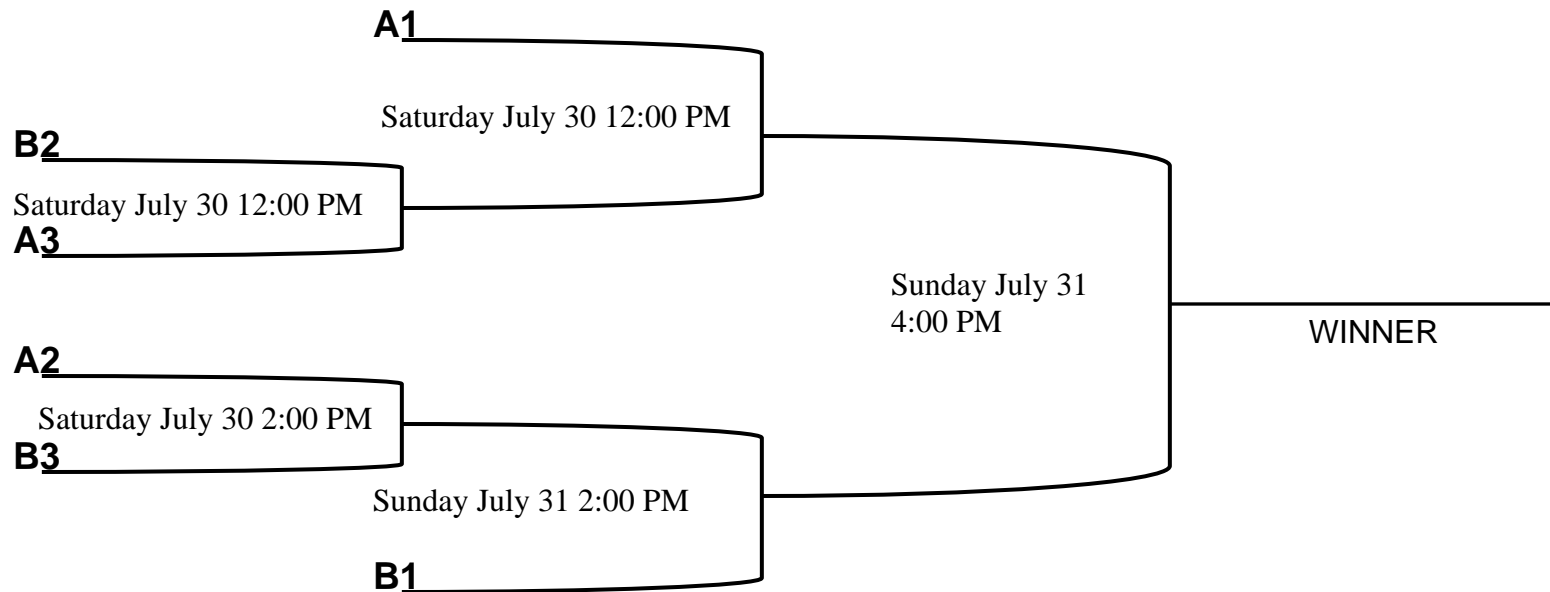 A1
Saturday July 30 12:00 PM
B2
Saturday July 30 12:00 PM
A3
Sunday July 31
4:00 PM
WINNER
A2
Saturday July 30 2:00 PM
B3
Sunday July 31 2:00 PM
B1